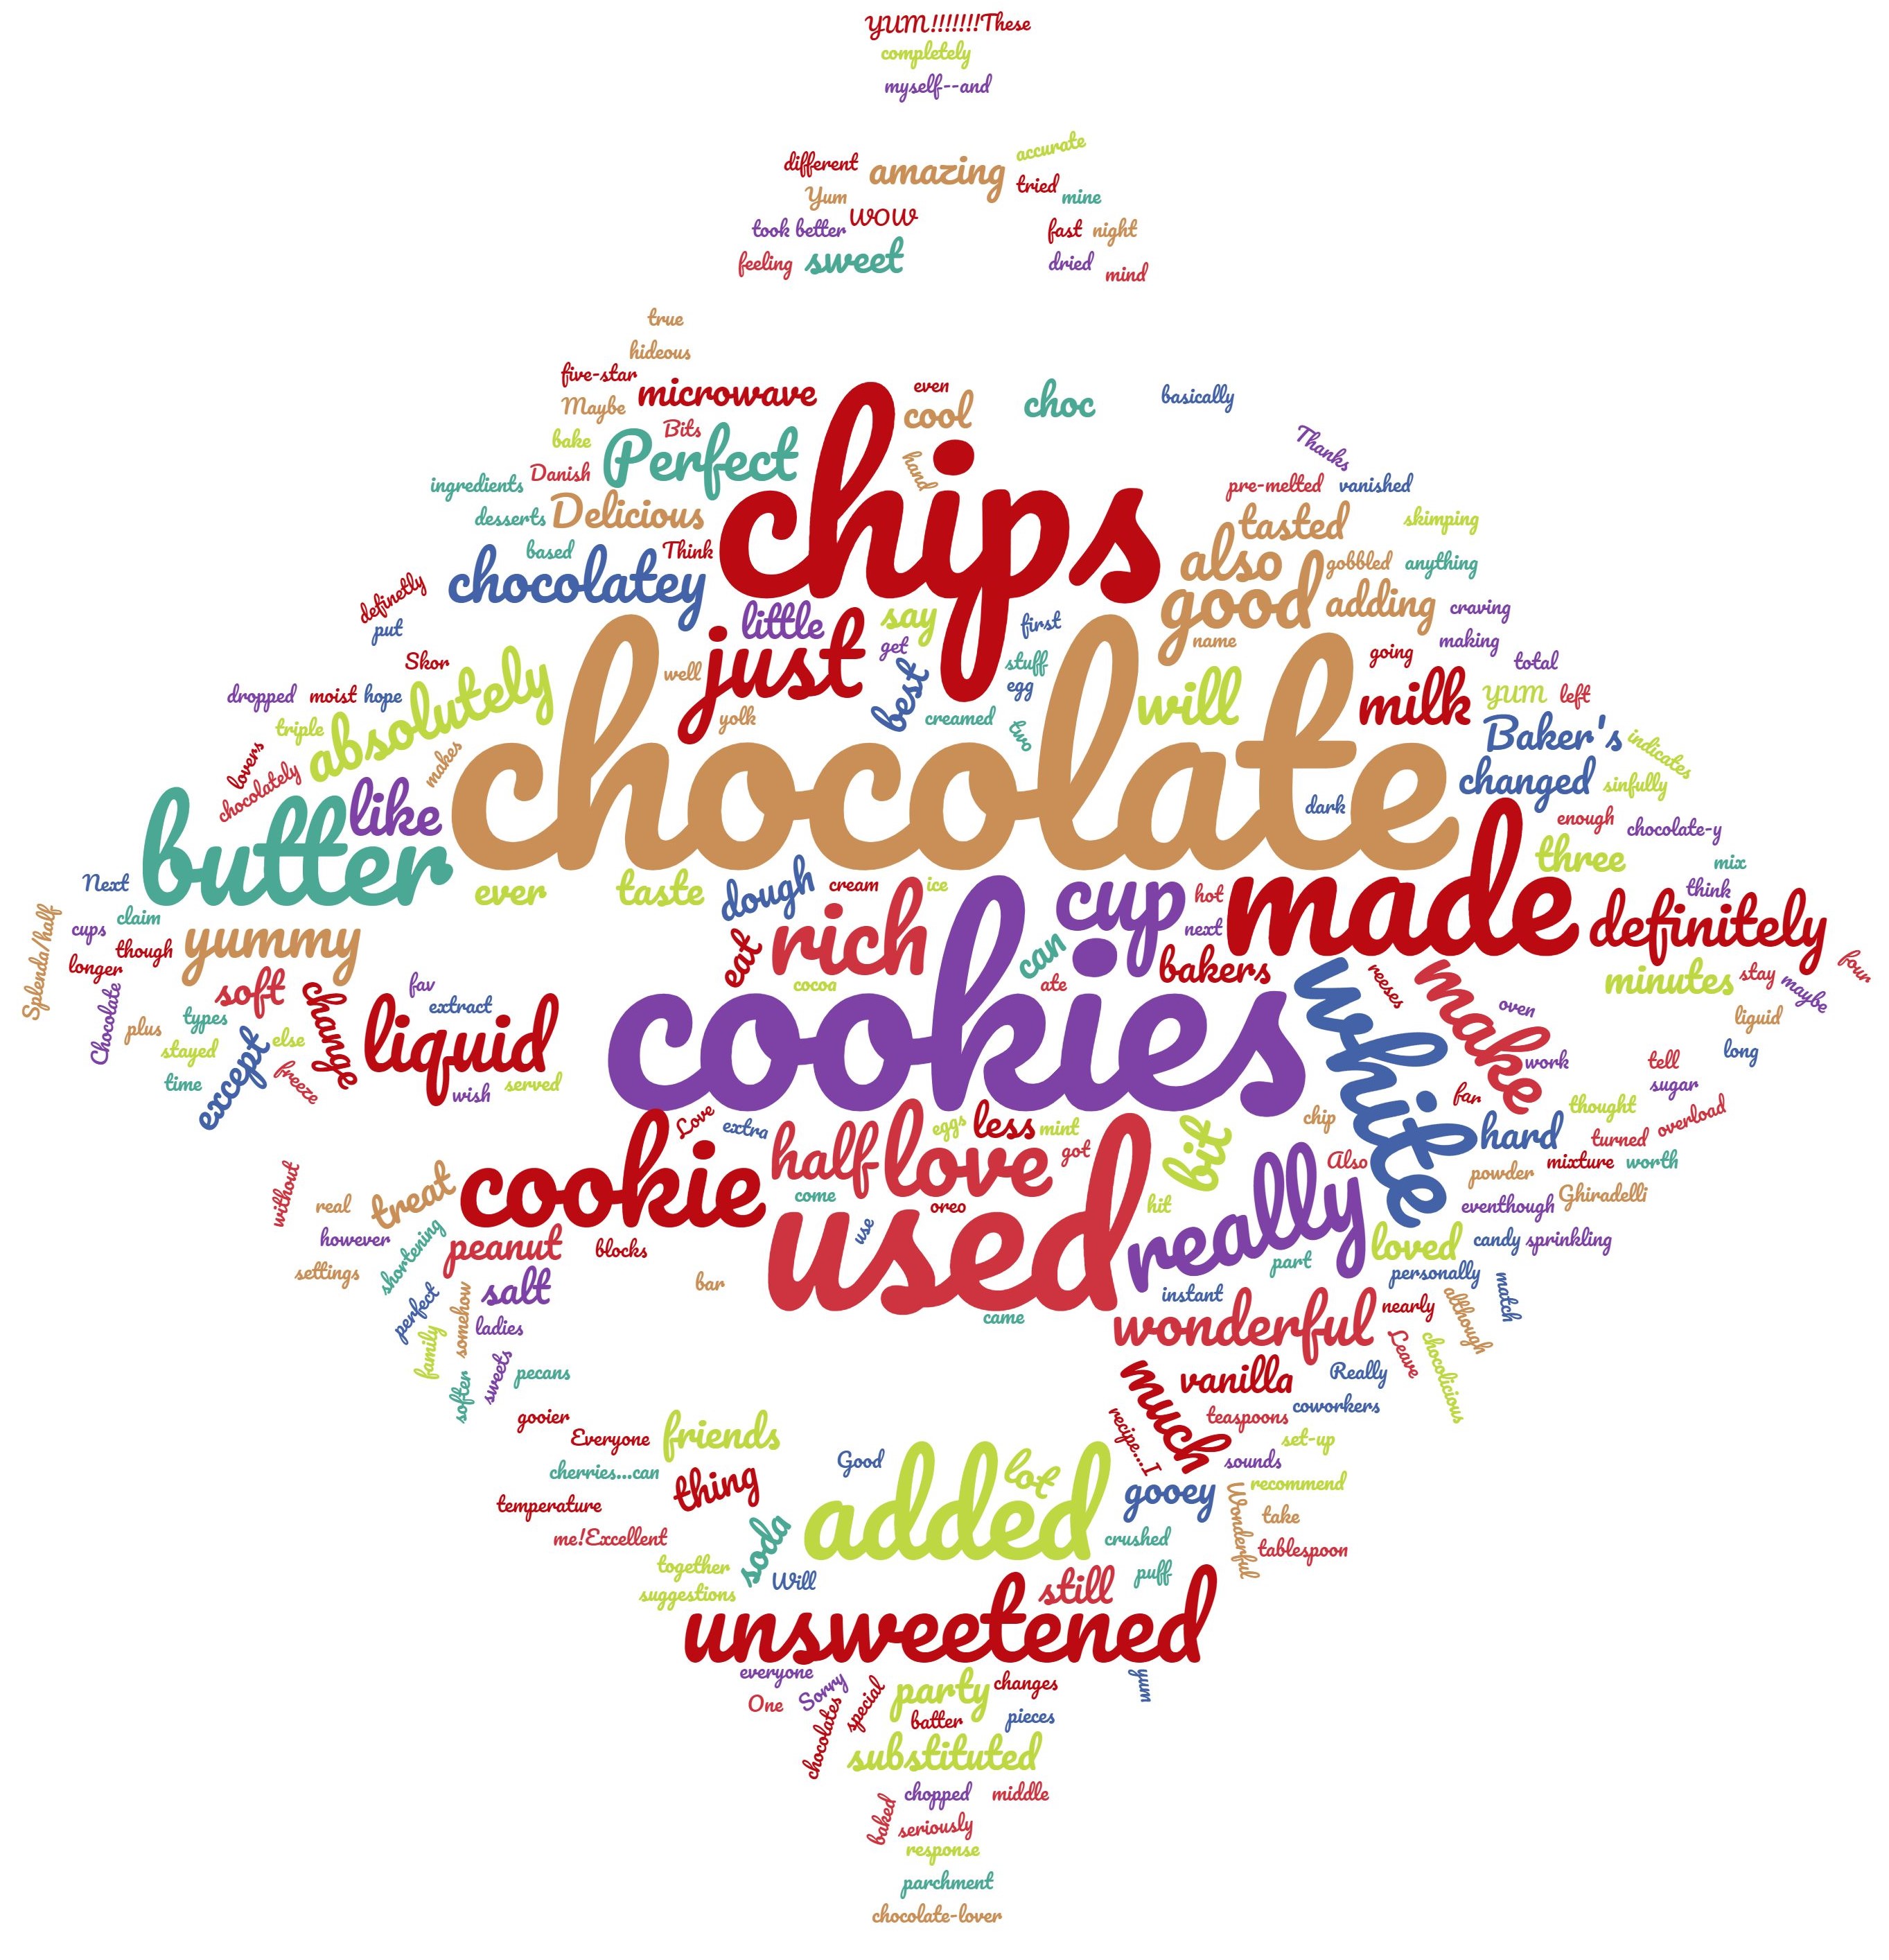 YUM!!!!!!!These
completely
myself--and
accurate
different amazing tried
Yum mine
took better WOW fast night
feeling sweet dried mind
true
hideous
five-star microwave even
Maybe cool choc basically
bake Bits Perfect Thanks
ingredients Danish hand pre-melted vanished
desserts Delicious chips tasted skimping
based Think also gobbled anything
definetly chocolatey good adding craving
put little say first name making
Skor just get stuff going total
dropped moist hope well best egg will milk yum left
triple absolutely yolk creamed two Baker's indicates
lovers chocolately makes chocolate dark changed sinfully
butter like enough chocolate-y
Next ever taste dough cream ice cup hot made three mix
Splenda/half claim think
cups though yummy eat rich can next bakers definitely
longer soft cocoa ate reeses minutes stay maybe four
Chocolate plus types change fav extract liquid cookies white make oven liquid
stayed else long
time except freeze wish served work tell
far sugar
Love extra eggs less mint chip thought overload
half love got bit hard turned
without cookie Also powder mixture worth
real treat come oreo hit really eventhough Ghiradelli
however shortening peanut blocks use used loved candy sprinkling
settings bar part personally
perfect somehow salt instant match
family ladies came wonderful nearly although
softer sweets pecans much vanilla Really Leave chocolicious
gooier teaspoons coworkers
Everyone friends recipe...I set-up
cherries...can Good lot sounds
temperature thing added gooey Wonderful recommend
take
me!Excellent soda crushed tablespoon
together Will still puff
suggestions
unsweetened
everyone Sorry special party changes mmm
One chocolates batter pieces
substituted
chopped middle
baked seriously
response
parchment
chocolate-lover